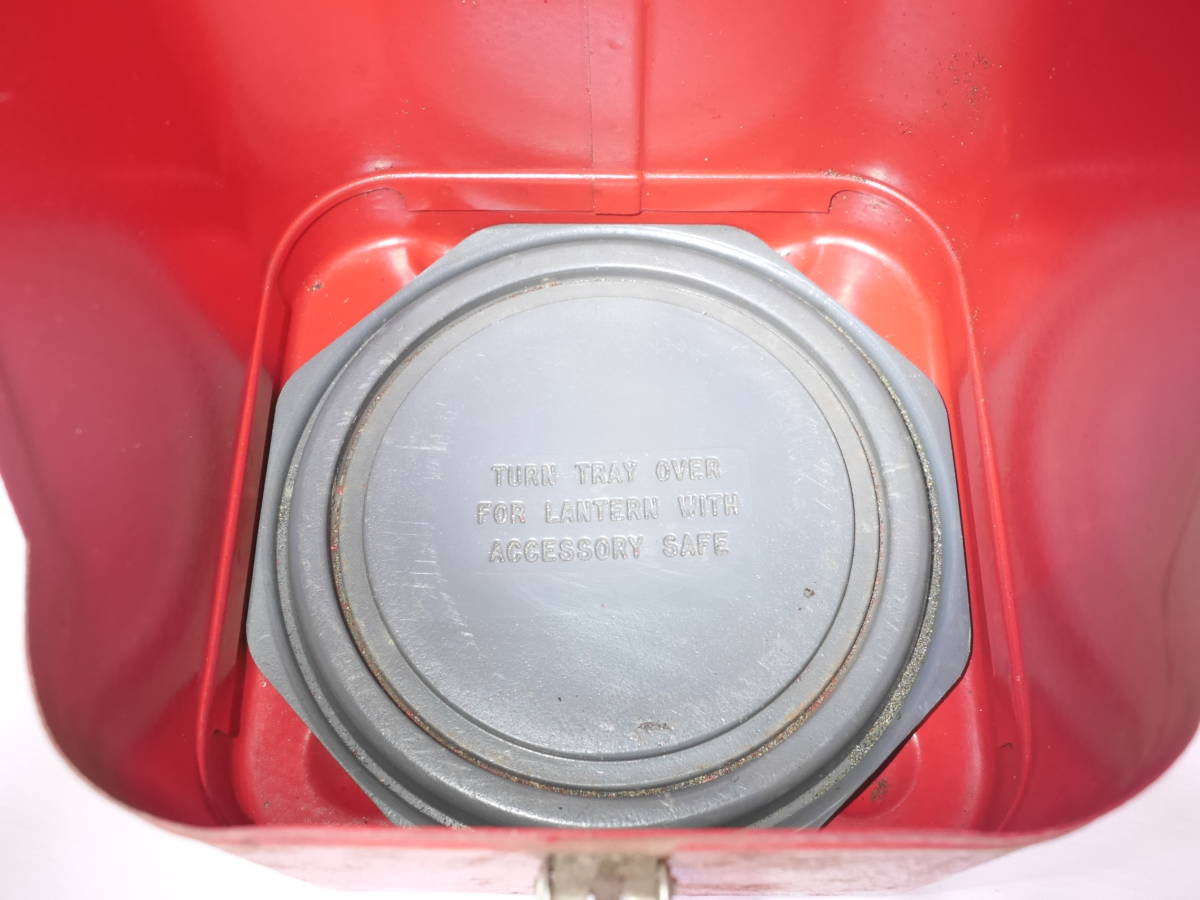 TURN TRAY OVER
FOR LANTERN WITH
ACCESSORY SAFE